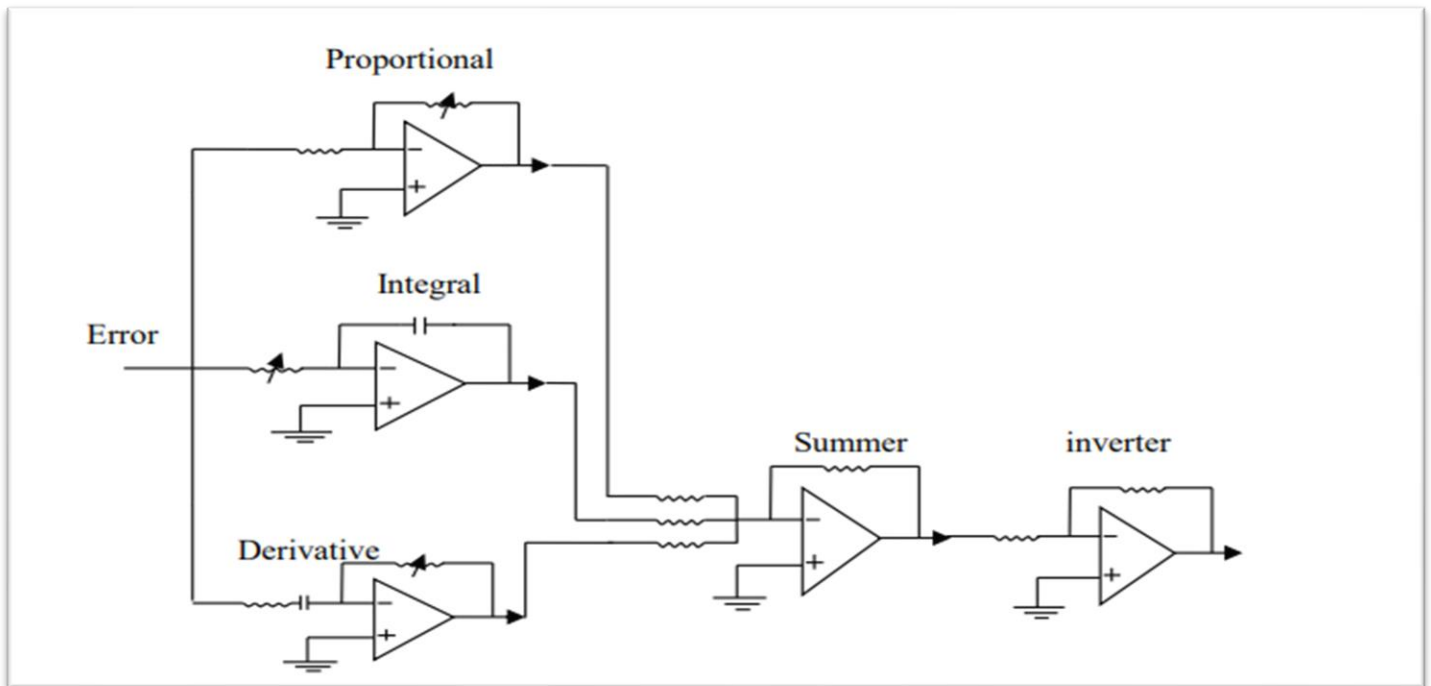 Proportional
Integral
Error
Summer
inverter
Derivative